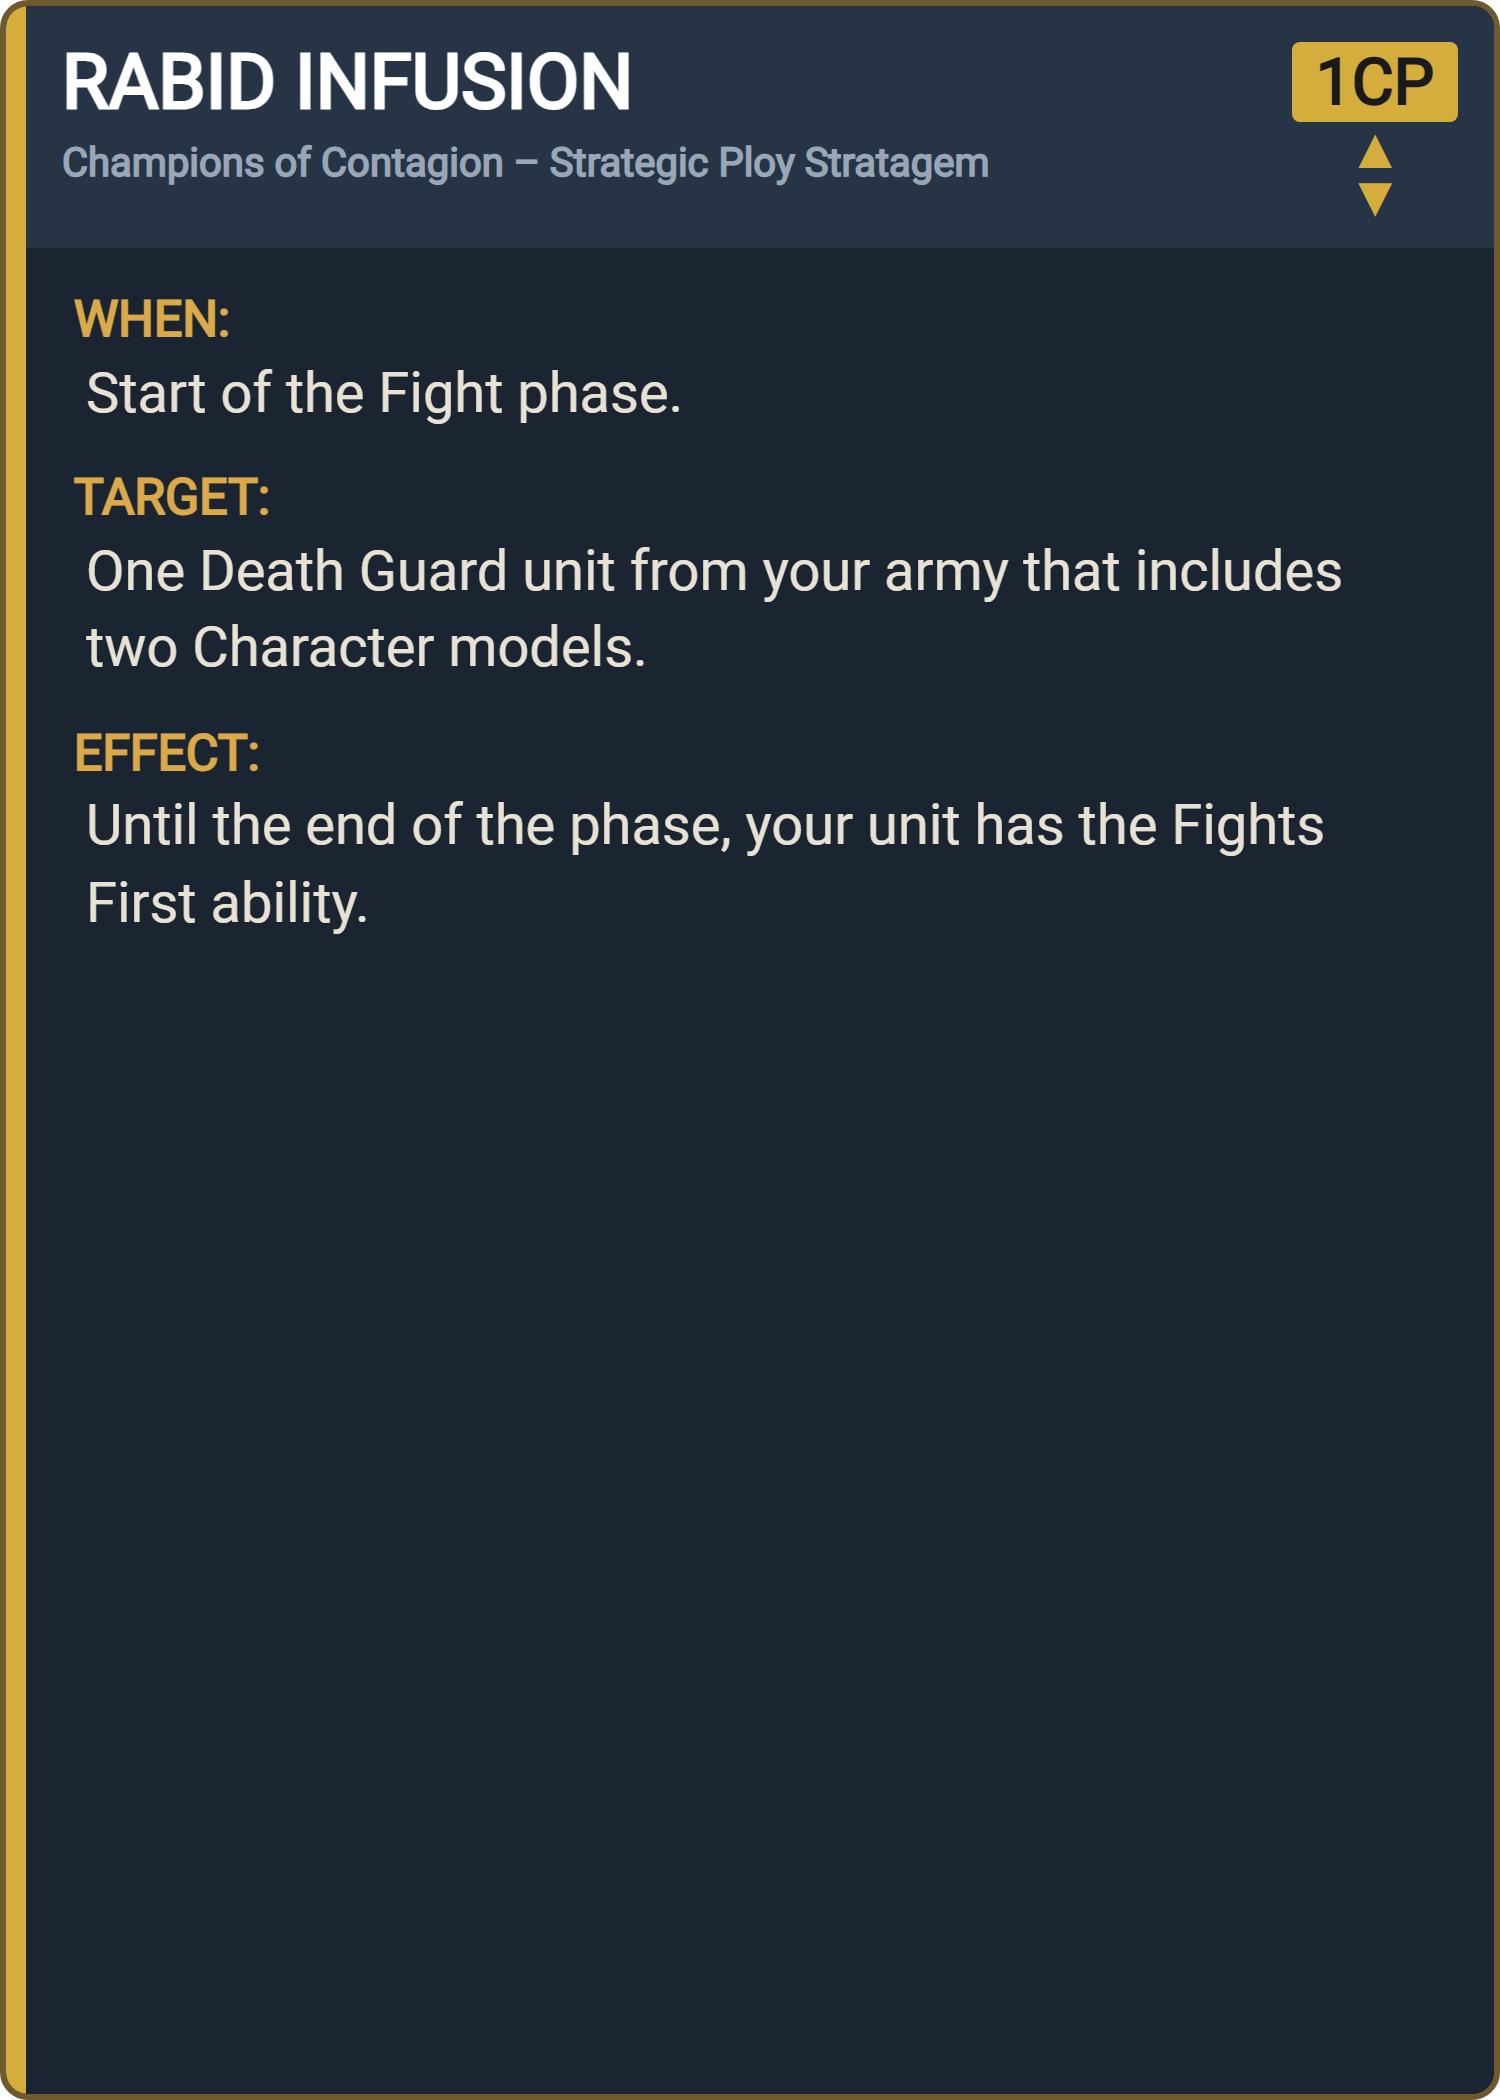 RABID INFUSION
1CP
Champions of Contagion – Strategic Ploy Stratagem
WHEN:
Start of the Fight phase.
TARGET:
One Death Guard unit from your army that includes
two Character models.
EFFECT:
Until the end of the phase, your unit has the Fights
First ability.